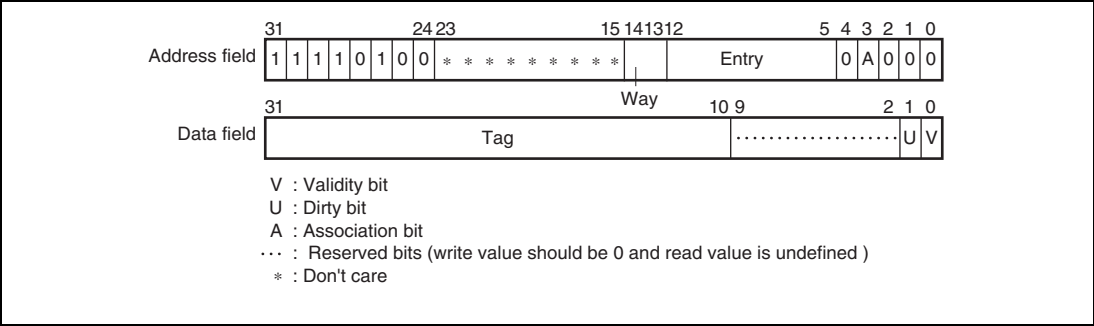 31 24 23 15 14 13 12 5 4 3 2 1 0
Address field 1 1 1 1 0 1 0 0 * * * * * * * * * Entry 0 A 0 0 0
Way
31 10 9 2 1 0
Data field Tag ···················· U V
V : Validity bit
U : Dirty bit
A : Association bit
··· : Reserved bits (write value should be 0 and read value is undefined )
* : Don't care